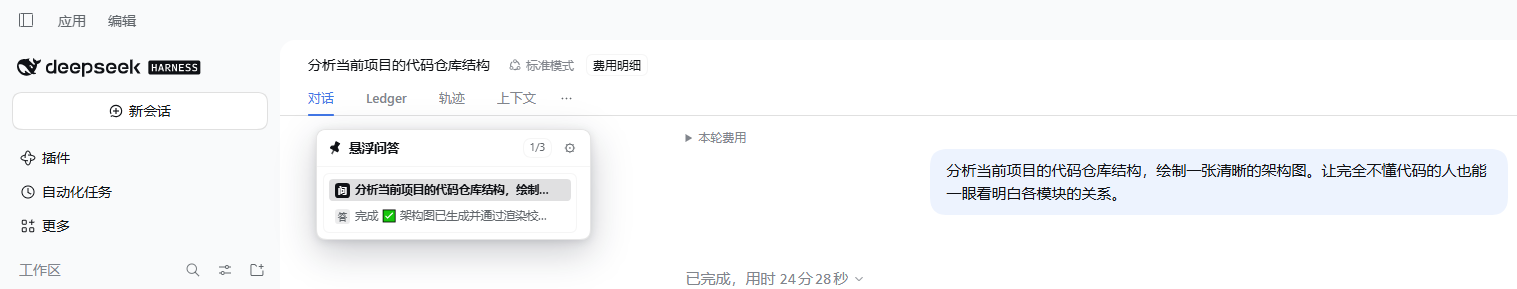 应用 编辑
deepseek HARNESS
新会话
插件
自动化任务
更多
工作区
分析当前项目的代码仓库结构 标准模式 费用明细
对话 Ledger 轨迹 上下文 ···
悬浮问答 1/3
问 分析当前项目的代码仓库结构，绘制...
答 完成 ✅ 架构图已生成并通过渲染校...
本轮费用
分析当前项目的代码仓库结构，绘制一张清晰的架构图。让完全不懂代码的人也能
一眼看明白各模块的关系。
已完成，用时 24分28秒